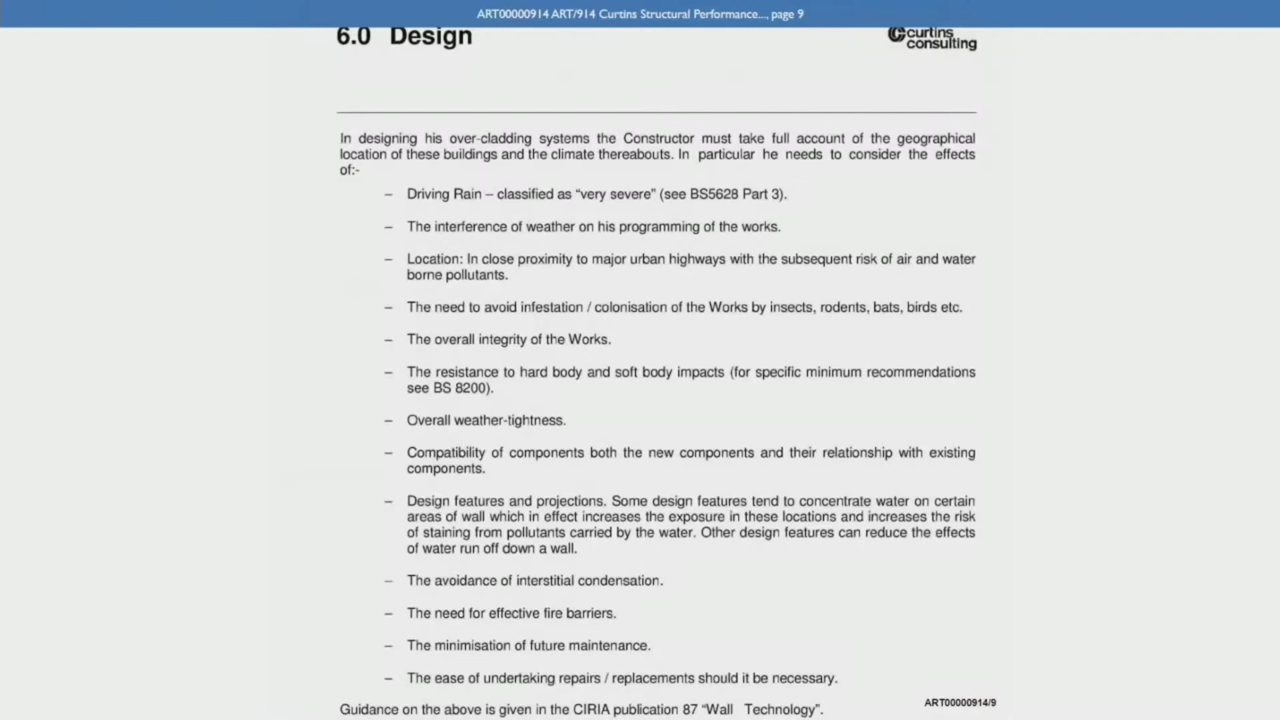 ART00000914 ART/914 Curtins Structural Performance..., page 9
6.0 Design
curtins
consulting
In designing his over-cladding systems the Constructor must take full account of the geographical
location of these buildings and the climate thereabouts. In particular he needs to consider the effects
of:-
– Driving Rain – classified as “very severe” (see BS5628 Part 3).
– The interference of weather on his programming of the works.
– Location: In close proximity to major urban highways with the subsequent risk of air and water
borne pollutants.
– The need to avoid infestation / colonisation of the Works by insects, rodents, bats, birds etc.
– The overall integrity of the Works.
– The resistance to hard body and soft body impacts (for specific minimum recommendations
see BS 8200).
– Overall weather-tightness.
– Compatibility of components both the new components and their relationship with existing
components.
– Design features and projections. Some design features tend to concentrate water on certain
areas of wall which in effect increases the exposure in these locations and increases the risk
of staining from pollutants carried by the water. Other design features can reduce the effects
of water run off down a wall.
– The avoidance of interstitial condensation.
– The need for effective fire barriers.
– The minimisation of future maintenance.
– The ease of undertaking repairs / replacements should it be necessary.
Guidance on the above is given in the CIRIA publication 87 “Wall Technology”.
ART00000914/9